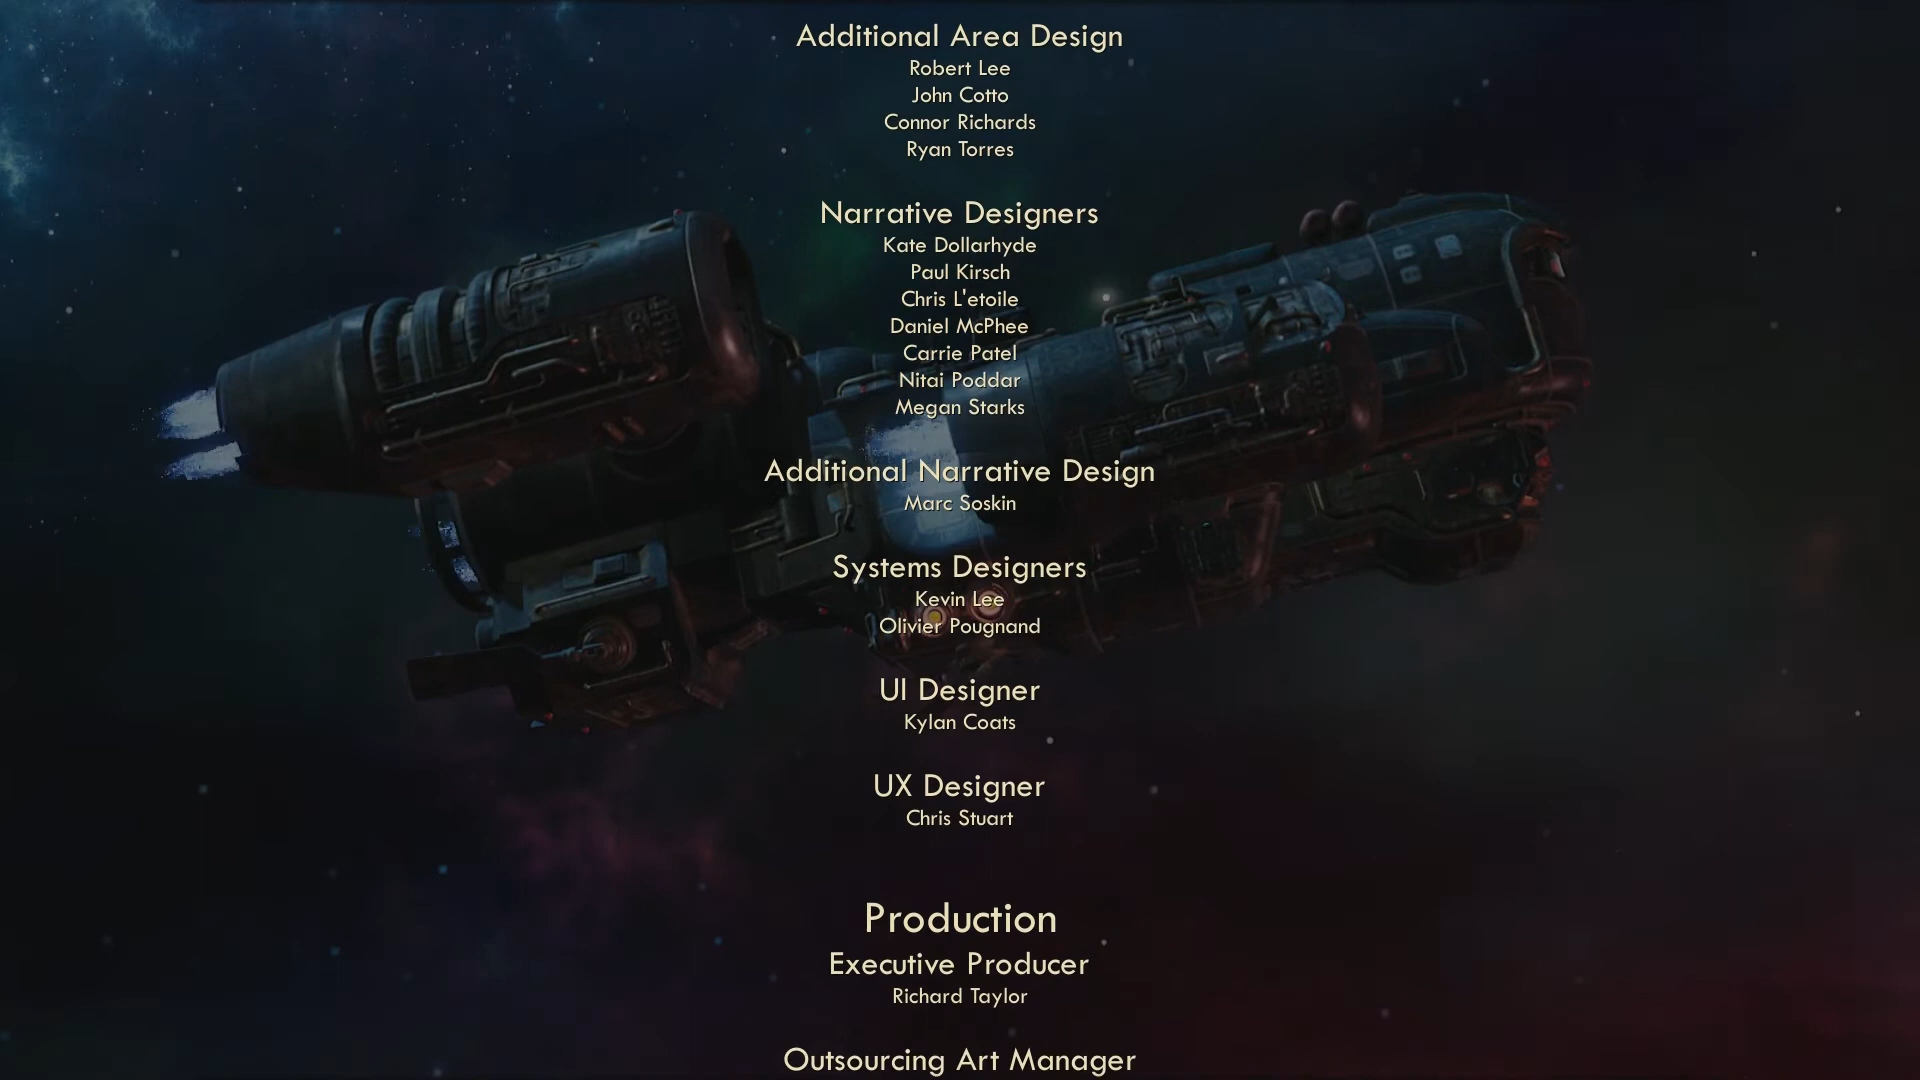 Additional Area Design
Robert Lee
John Cotto
Connor Richards
Ryan Torres
Narrative Designers
Kate Dollarhyde
Paul Kirsch
Chris L'etoile
Daniel McPhee
Carrie Patel
Nitai Poddar
Megan Starks
Additional Narrative Design
Marc Soskin
Systems Designers
Kevin Lee
Olivier Pougnand
UI Designer
Kylan Coats
UX Designer
Chris Stuart
Production
Executive Producer
Richard Taylor
Outsourcing Art Manager